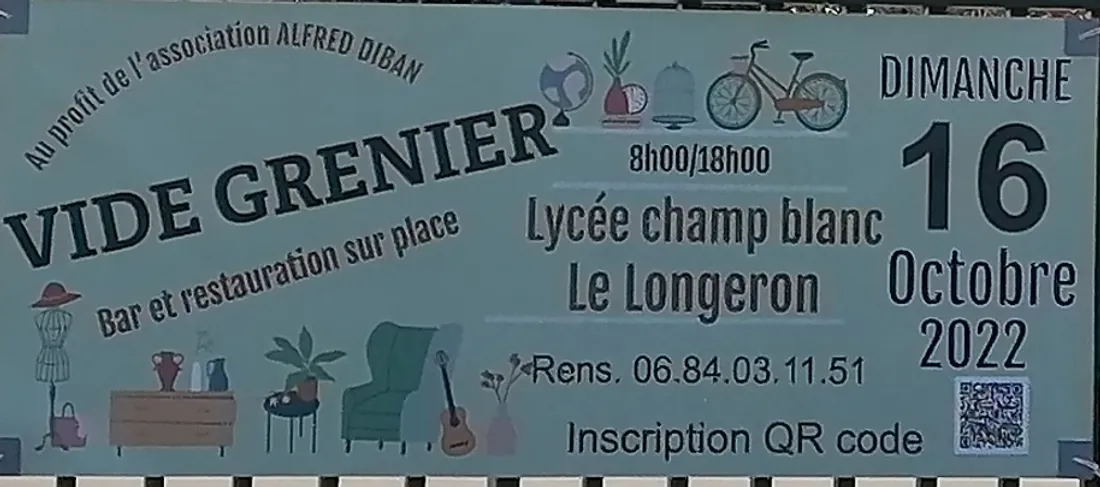 Au profit de l'association ALFRED DIBAN
VIDE GRENIER
Bar et restauration sur place
8h00/18h00
Lycée champ blanc
Le Longeron
Rens. 06.84.03.11.51
Inscription QR code
DIMANCHE
16
Octobre
2022